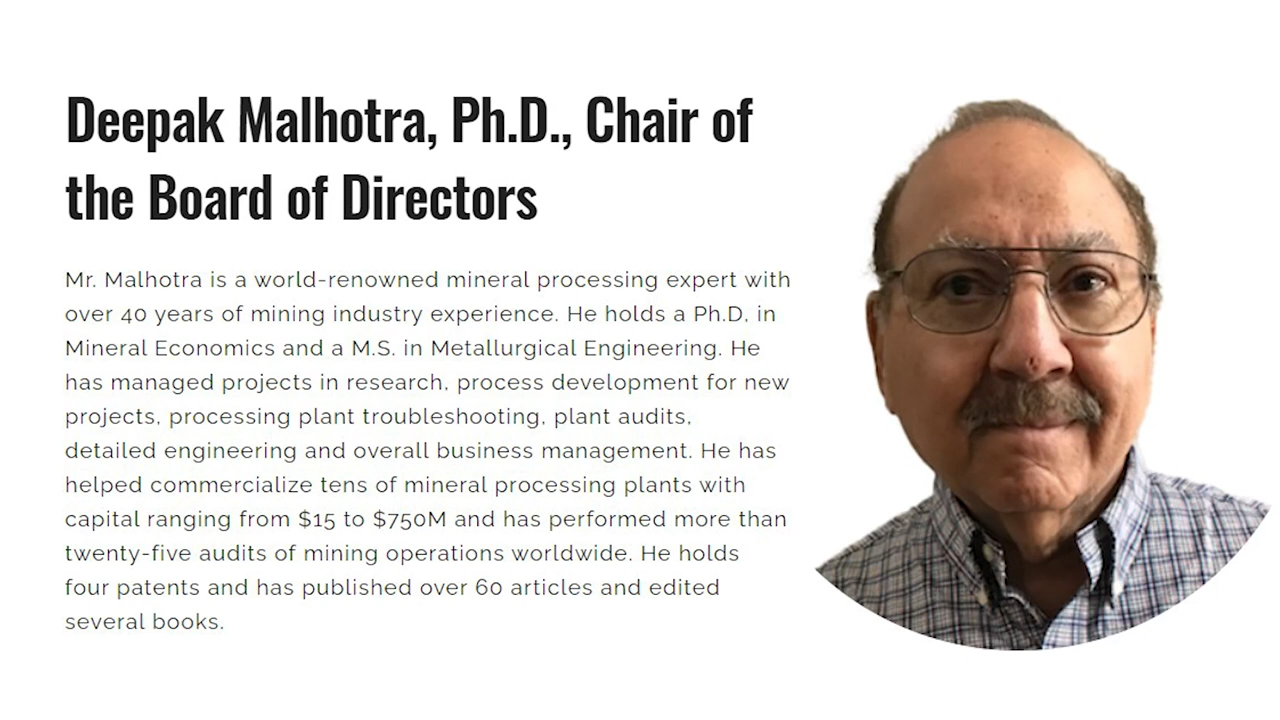 Deepak Malhotra, Ph.D., Chair of
the Board of Directors
Mr. Malhotra is a world-renowned mineral processing expert with
over 40 years of mining industry experience. He holds a Ph.D, in
Mineral Economics and a M.S. in Metallurgical Engineering. He
has managed projects in research, process development for new
projects, processing plant troubleshooting, plant audits,
detailed engineering and overall business management. He has
helped commercialize tens of mineral processing plants with
capital ranging from $15 to $750M and has performed more than
twenty-five audits of mining operations worldwide. He holds
four patents and has published over 60 articles and edited
several books.